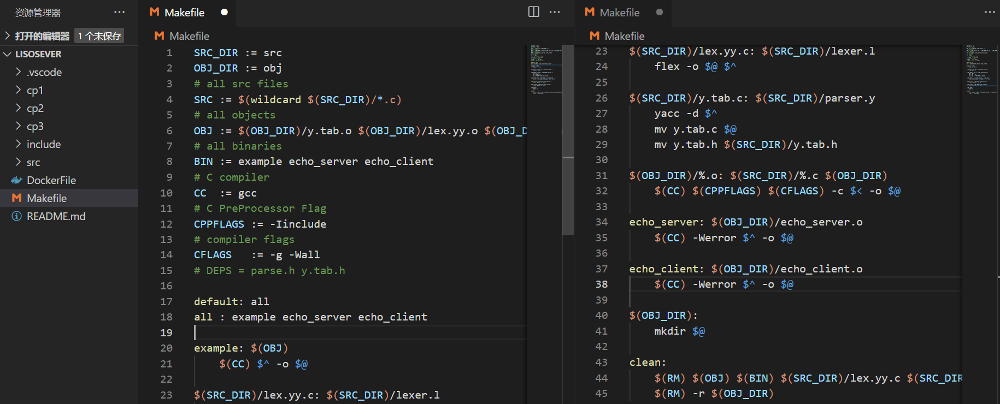 资源管理器
打开的编辑器 1 个未保存
LISOSEVER
.vscode
cp1
cp2
cp3
include
src
DockerFile
Makefile
README.md
Makefile
Makefile
1 SRC_DIR := src
2 OBJ_DIR := obj
3 # all src files
4 SRC := $(wildcard $(SRC_DIR)/*.c)
5 # all objects
6 OBJ := $(OBJ_DIR)/y.tab.o $(OBJ_DIR)/lex.yy.o $(OBJ_D
7 # all binaries
8 BIN := example echo_server echo_client
9 # C compiler
10 CC  := gcc
11 # C PreProcessor Flag
12 CPPFLAGS := -Iinclude
13 # compiler flags
14 CFLAGS   := -g -Wall
15 # DEPS = parse.h y.tab.h
16
17 default: all
18 all : example echo_server echo_client
19
20 example: $(OBJ)
21     $(CC) $^ -o $@
22
23 $(SRC_DIR)/lex.yy.c: $(SRC_DIR)/lexer.l
Makefile
Makefile
23 $(SRC_DIR)/lex.yy.c: $(SRC_DIR)/lexer.l
24     flex -o $@ $^
25
26 $(SRC_DIR)/y.tab.c: $(SRC_DIR)/parser.y
27     yacc -d $^
28     mv y.tab.c $@
29     mv y.tab.h $(SRC_DIR)/y.tab.h
30
31 $(OBJ_DIR)/%.o: $(SRC_DIR)/%.c $(OBJ_DIR)
32     $(CC) $(CPPFLAGS) $(CFLAGS) -c $< -o $@
33
34 echo_server: $(OBJ_DIR)/echo_server.o
35     $(CC) -Werror $^ -o $@
36
37 echo_client: $(OBJ_DIR)/echo_client.o
38     $(CC) -Werror $^ -o $@
39
40 $(OBJ_DIR):
41     mkdir $@
42
43 clean:
44     $(RM) $(OBJ) $(BIN) $(SRC_DIR)/lex.yy.c $(SRC_DIR
45     $(RM) -r $(OBJ_DIR)